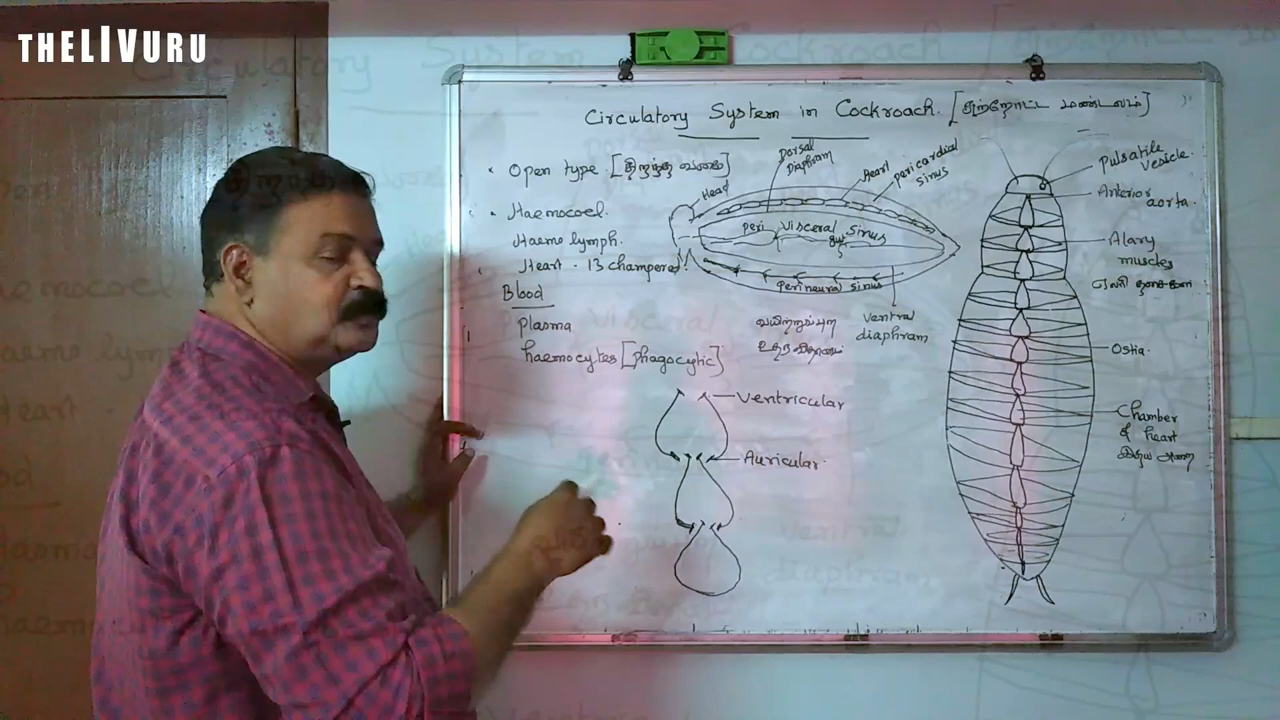 THELIVURU
Circulatory System in Cockroach.
Open type
Haemocoel.
Haemo lymph.
Heart - 13 champered.
Blood
Plasma
haemocytes [phagocytic]
Head
Dorsal
Diaphram
Heart
pericardial
sinus
peri visceral sinus
gut
perineural sinus
ventral
diaphram
Ventricular
Auricular.
pulsatile
vesicle.
Anterior
aorta.
Alary
muscles
Ostia.
Chamber
of heart